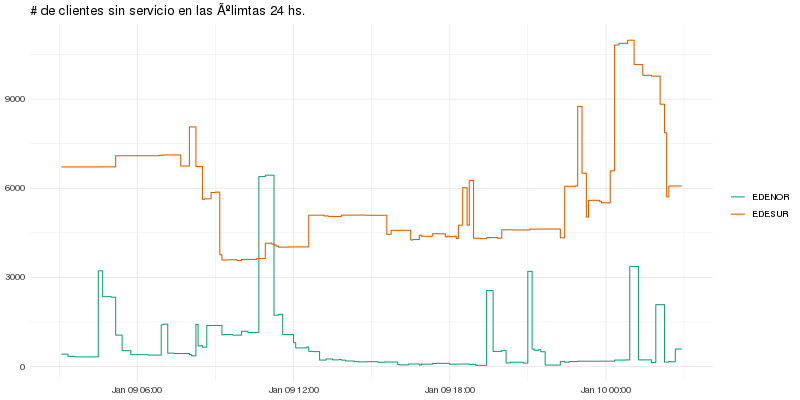 # de clientes sin servicio en las Ãºlimtas 24 hs.
9000
6000
3000
0
Jan 09 06:00
Jan 09 12:00
Jan 09 18:00
Jan 10 00:00
EDENOR
EDESUR